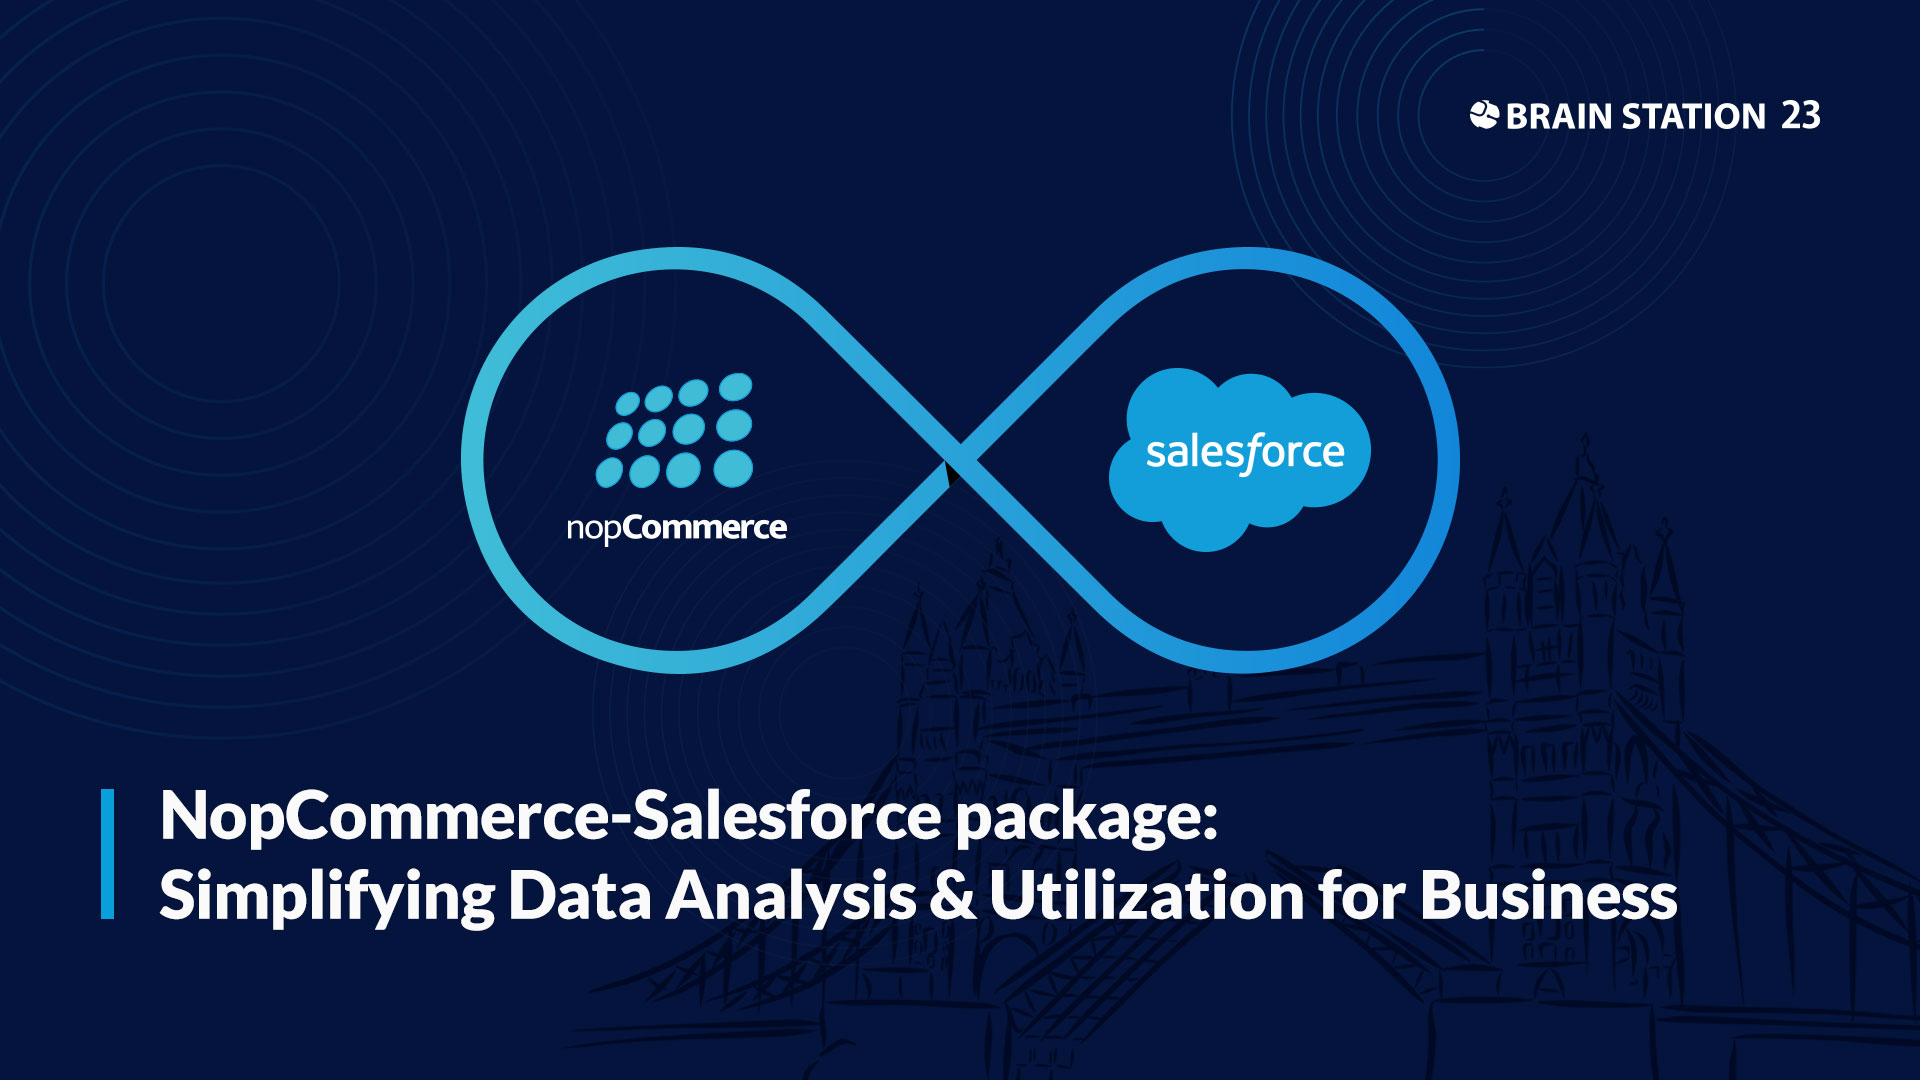 BRAIN STATION 23
nopCommerce
salesforce
NopCommerce-Salesforce package:
Simplifying Data Analysis & Utilization for Business